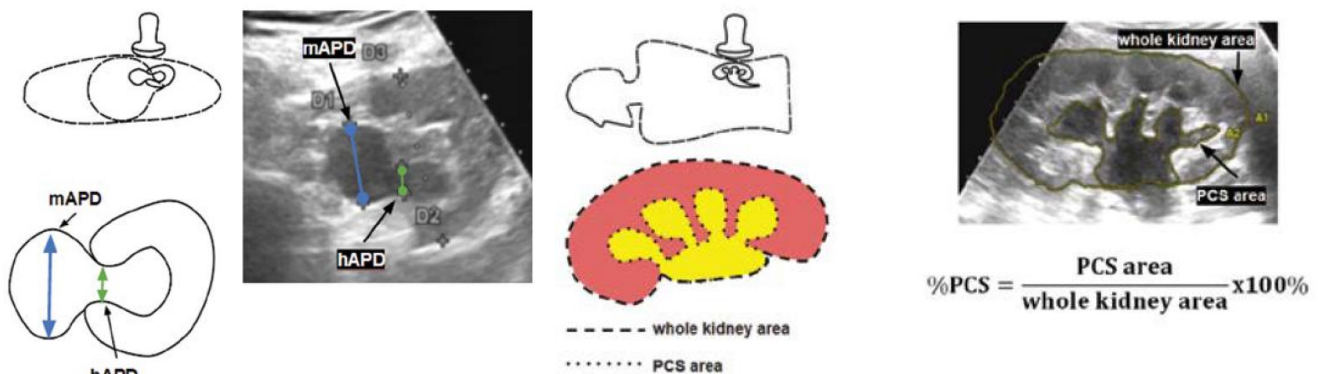 mAPD
hAPD
D3
mAPD
D1
D2
hAPD
whole kidney area
PCS area
whole kidney area
A1
A2
PCS area
%PCS = PCS area / whole kidney area x100%